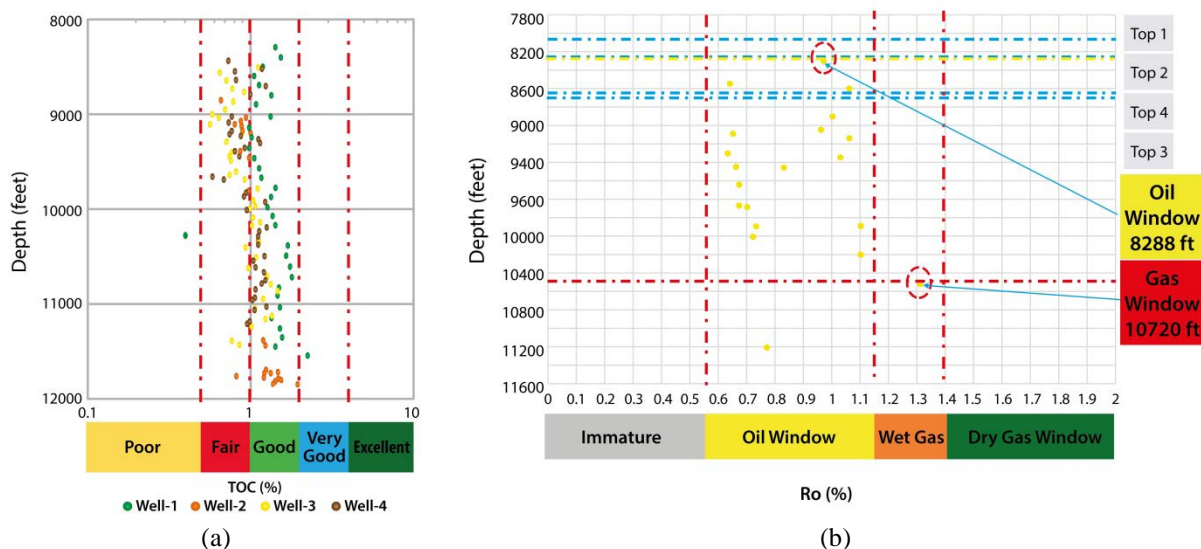 8000
9000
10000
11000
12000
Depth (feet)
0.1
1
10
Poor
Fair
Good
Very
Good
Excellent
TOC (%)
Well-1
Well-2
Well-3
Well-4
(a)
7800
8200
8600
9000
9400
9600
10000
10400
10800
11200
11600
Depth (feet)
0 0.1 0.2 0.3 0.4 0.5 0.6 0.7 0.8 0.9 1 1.1 1.2 1.3 1.4 1.5 1.6 1.7 1.8 1.9 2
Immature
Oil Window
Wet Gas
Dry Gas Window
Ro (%)
Top 1
Top 2
Top 4
Top 3
Oil
Window
8288 ft
Gas
Window
10720 ft
(b)